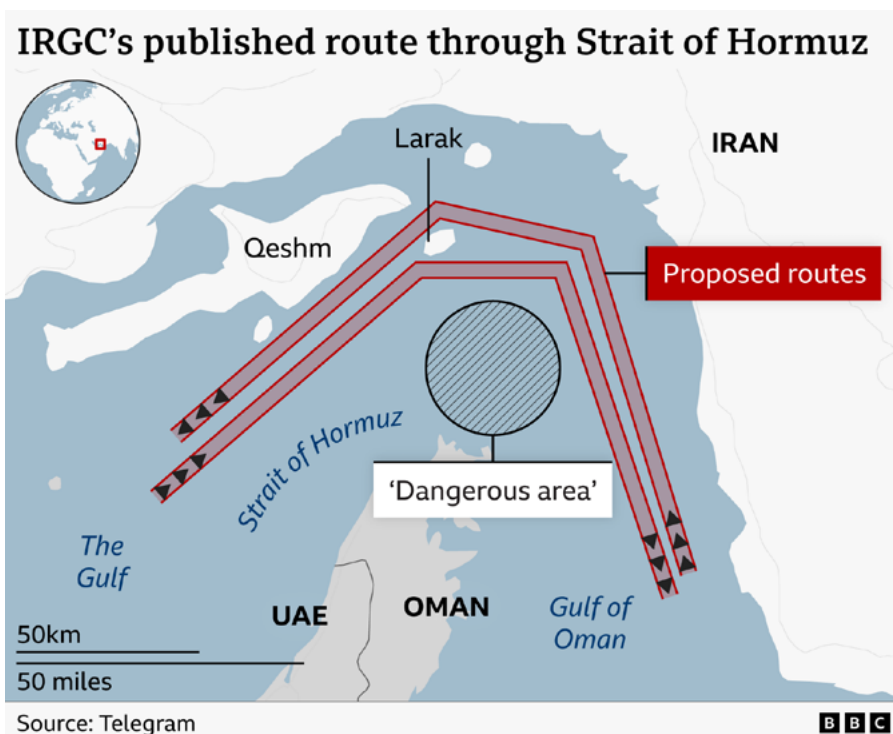 IRGC’s published route through Strait of Hormuz
Larak
IRAN
Qeshm
Proposed routes
Strait of Hormuz
‘Dangerous area’
The
Gulf
UAE
OMAN
Gulf of
Oman
50km
50 miles
Source: Telegram
BBC